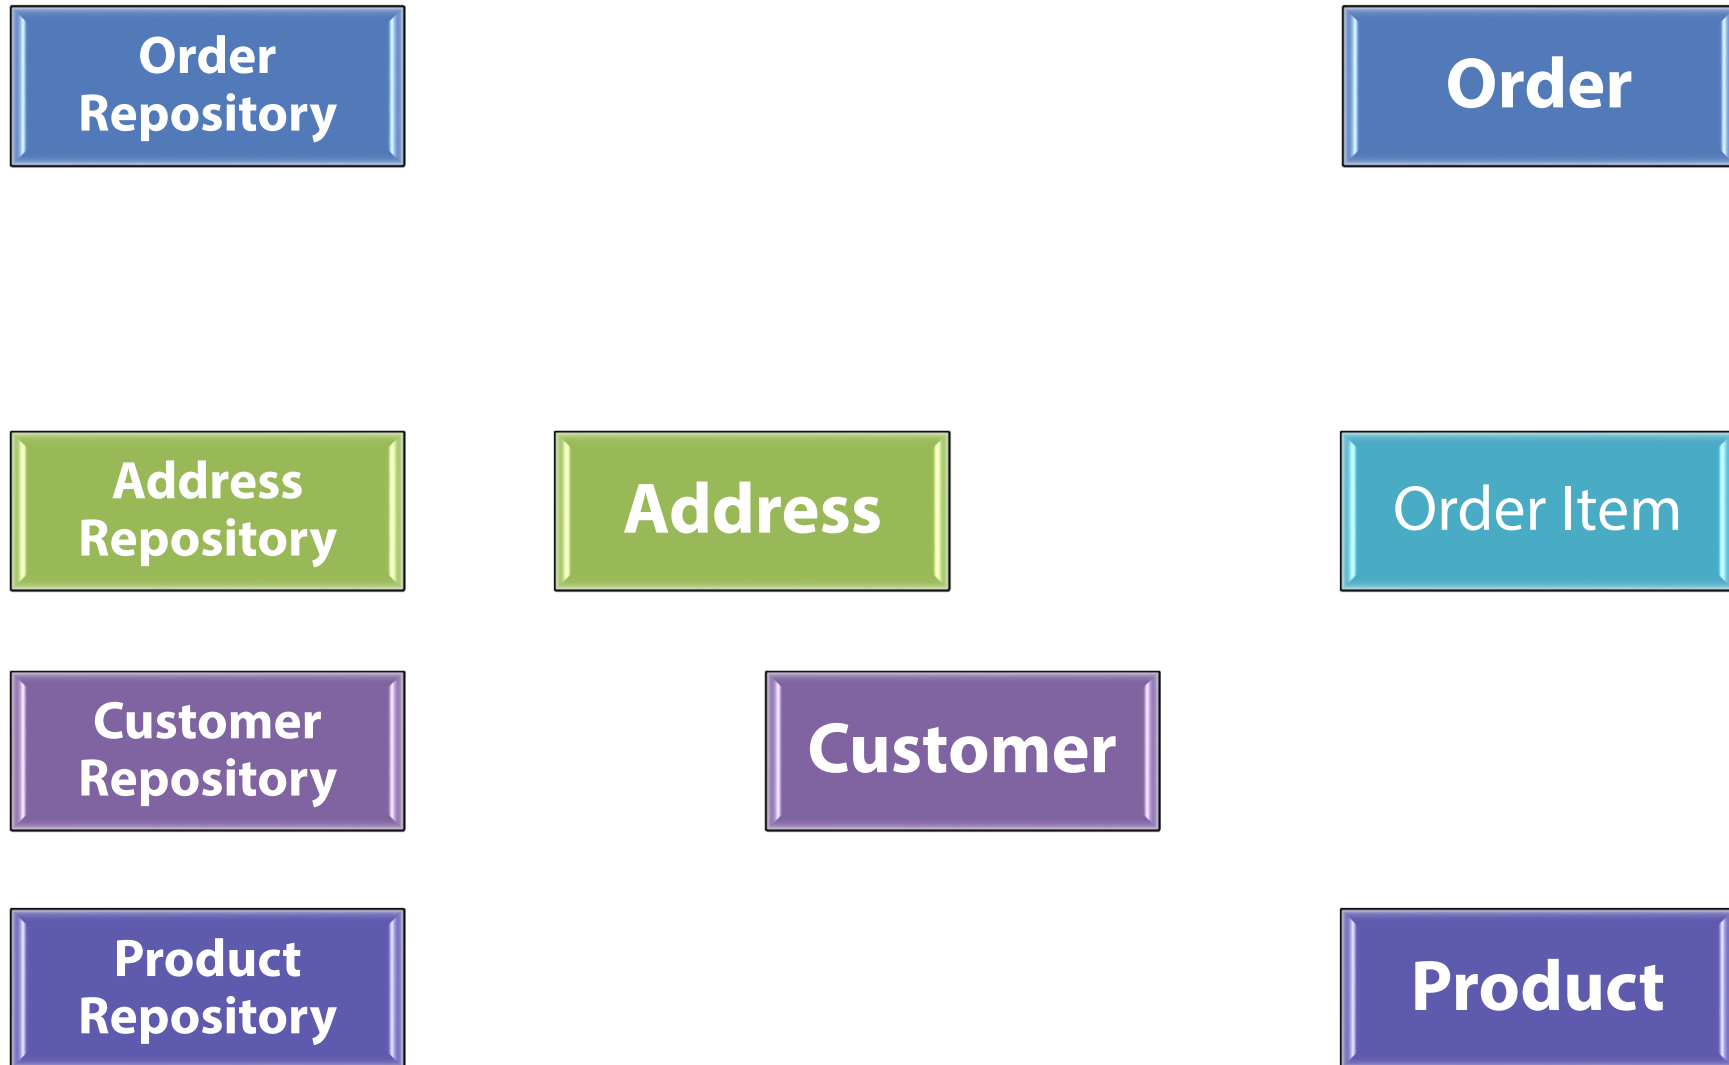 Order
Repository
Order
Address
Repository
Address
Order Item
Customer
Repository
Customer
Product
Repository
Product